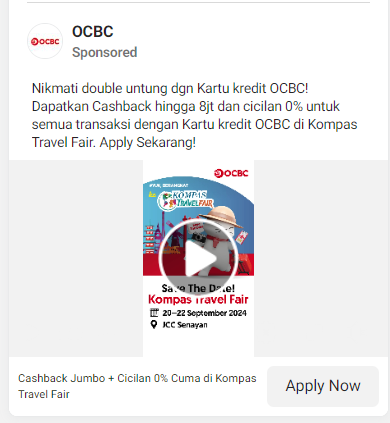 OCBC
OCBC
Sponsored
Nikmati double untung dgn Kartu kredit OCBC!
Dapatkan Cashback hingga 8jt dan cicilan 0% untuk
semua transaksi dengan Kartu kredit OCBC di Kompas
Travel Fair. Apply Sekarang!
OCBC
KOMPAS
TRAVEL FAIR
Save The Date!
Kompas Travel Fair
20–22 September 2024
JCC Senayan
Cashback Jumbo + Cicilan 0% Cuma di Kompas
Travel Fair
Apply Now